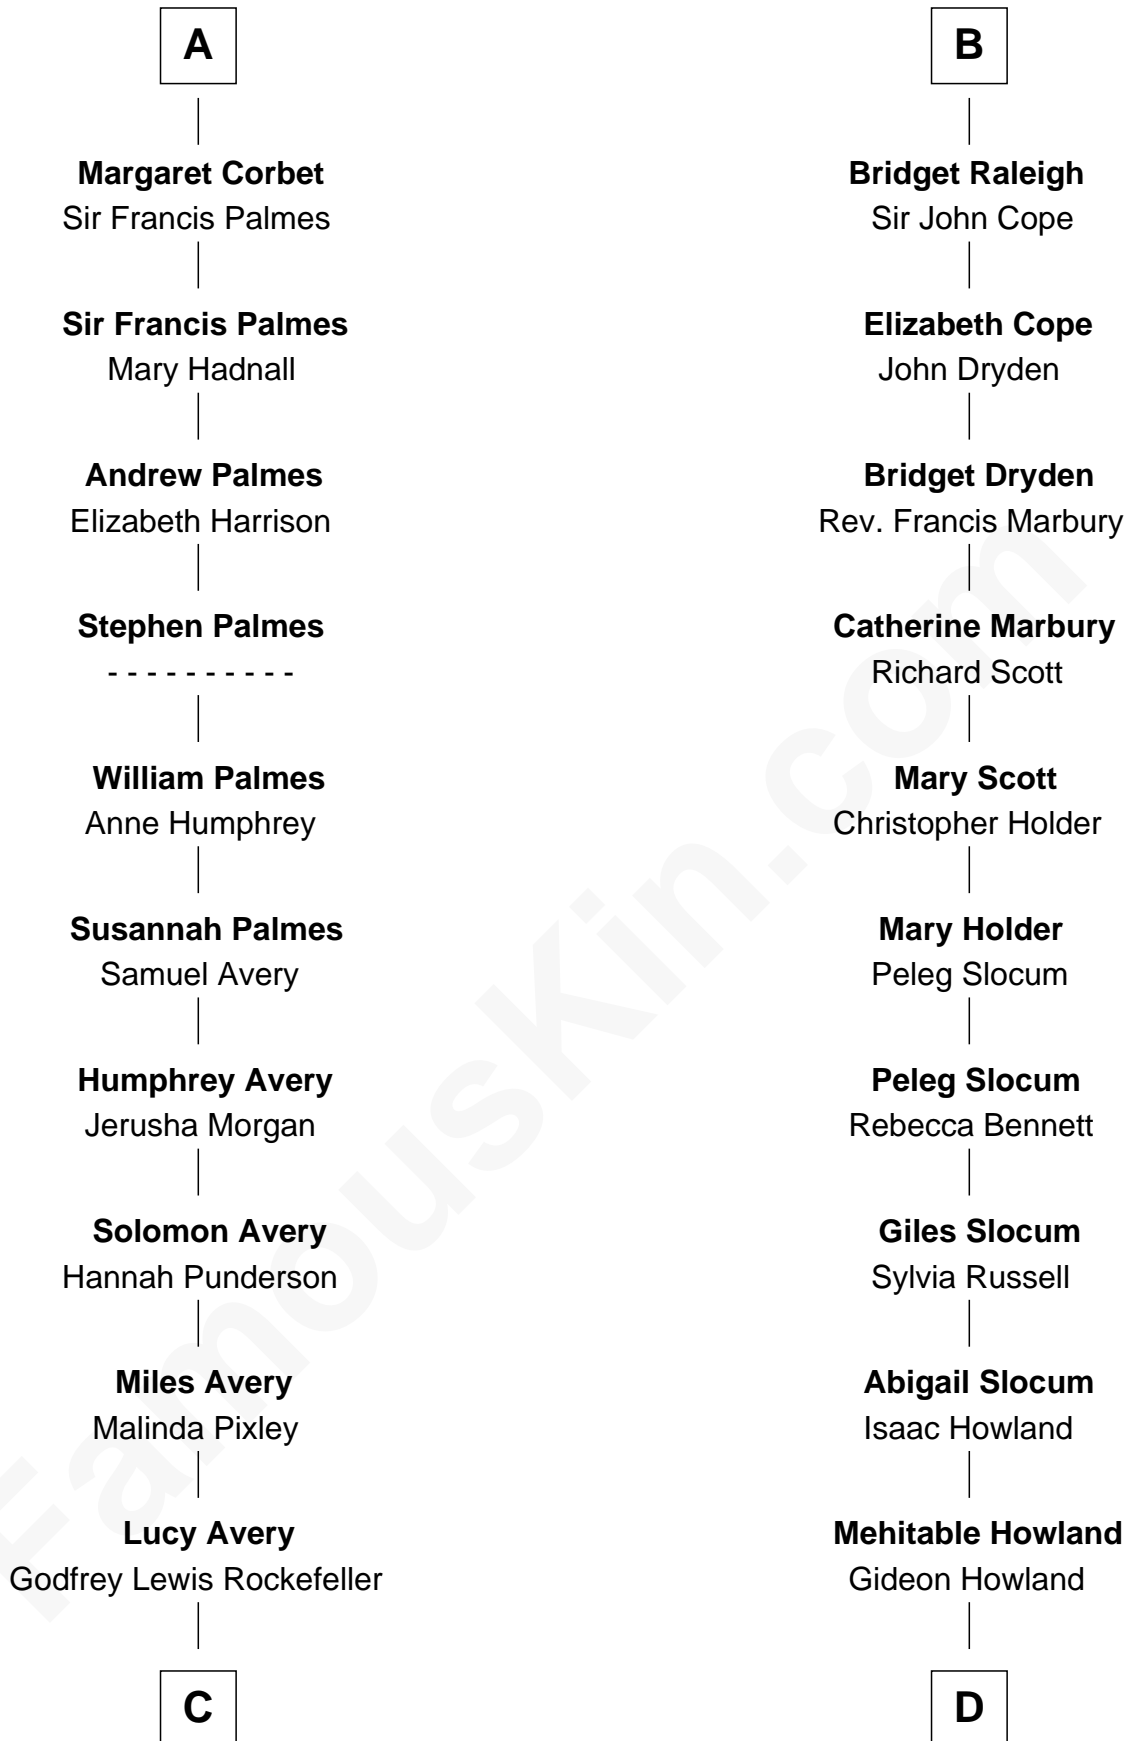 A
Margaret Corbet
Sir Francis Palmes
Sir Francis Palmes
Mary Hadnall
Andrew Palmes
Elizabeth Harrison
Stephen Palmes
- - - - - - - - - -
William Palmes
Anne Humphrey
Susannah Palmes
Samuel Avery
Humphrey Avery
Jerusha Morgan
Solomon Avery
Hannah Punderson
Miles Avery
Malinda Pixley
Lucy Avery
Godfrey Lewis Rockefeller
C
B
Bridget Raleigh
Sir John Cope
Elizabeth Cope
John Dryden
Bridget Dryden
Rev. Francis Marbury
Catherine Marbury
Richard Scott
Mary Scott
Christopher Holder
Mary Holder
Peleg Slocum
Peleg Slocum
Rebecca Bennett
Giles Slocum
Sylvia Russell
Abigail Slocum
Isaac Howland
Mehitable Howland
Gideon Howland
D
FamousKin.com